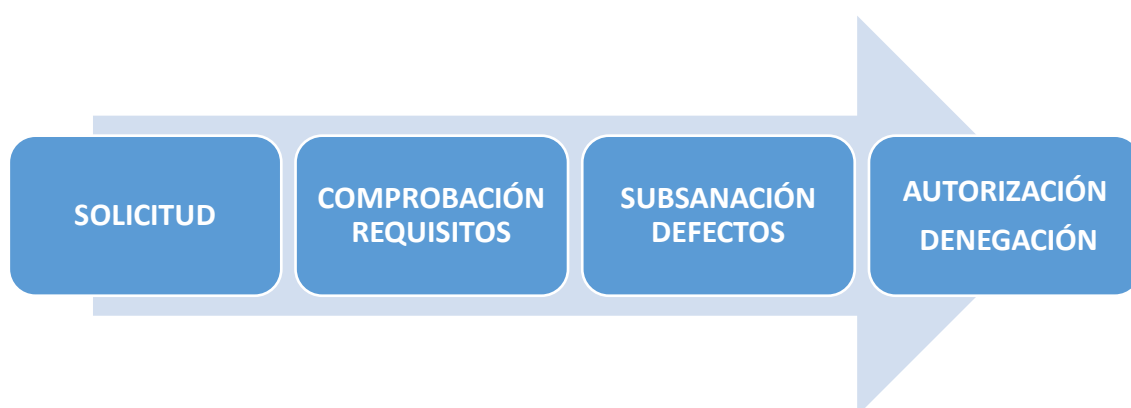 SOLICITUD
COMPROBACIÓN
REQUISITOS
SUBSANACIÓN
DEFECTOS
AUTORIZACIÓN
DENEGACIÓN